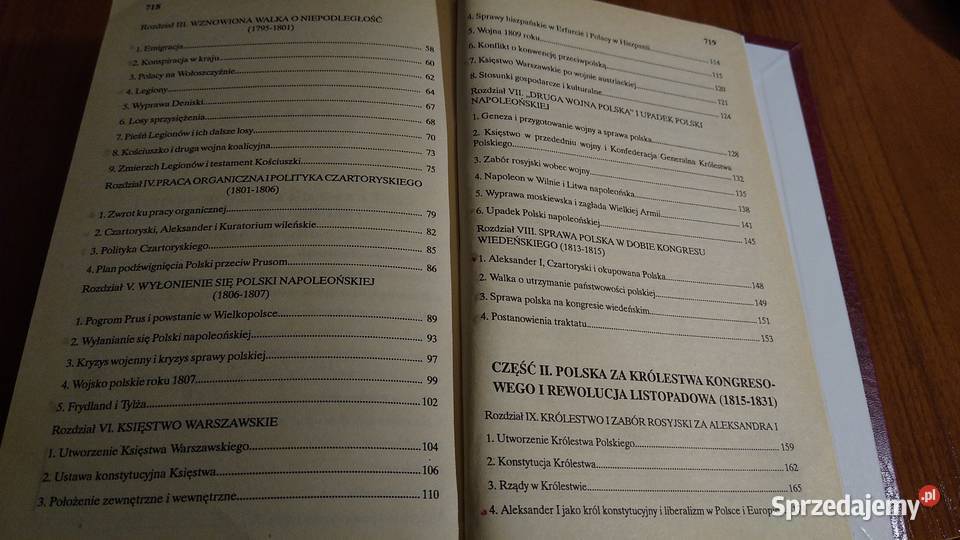 718
Rozdział III. WZNOWIONA WALKA O NIEPODLEGŁOŚĆ
(1795-1801)
1. Emigracja 58
2. Konspiracja w kraju 60
3. Polacy na Wołoszczyźnie 62
4. Legiony 64
5. Wyprawa Deniski 67
6. Losy sprzysiężenia 68
7. Pieśń Legionów i ich dalsze losy 70
8. Kościuszko i druga wojna koalicyjna 73
9. Zmierzch Legionów i testament Kościuszki 75
Rozdział IV. PRACA ORGANICZNA I POLITYKA CZARTORYSKIEGO
(1801-1806)
1. Zwrot ku pracy organicznej 79
2. Czartoryski, Aleksander i Kuratorium wileńskie 82
3. Polityka Czartoryskiego 85
4. Plan podźwignięcia Polski przeciw Prusom 86
Rozdział V. WYŁONIENIE SIĘ POLSKI NAPOLEOŃSKIEJ
(1806-1807)
1. Pogrom Prus i powstanie w Wielkopolsce 89
2. Wyłanianie się Polski napoleońskiej 93
3. Kryzys wojenny i kryzys sprawy polskiej 97
4. Wojsko polskie roku 1807 99
5. Frydland i Tylża 102
Rozdział VI. KSIĘSTWO WARSZAWSKIE
1. Utworzenie Księstwa Warszawskiego 104
2. Ustawa konstytucyjna Księstwa 106
3. Położenie zewnętrzne i wewnętrzne 110
719
4. Sprawy hiszpańskie w Erfurcie i Polacy w Hiszpanii 114
5. Wojna 1809 roku 115
6. Konflikt o konwencję przeciwpolską 120
7. Księstwo Warszawskie po wojnie austriackiej 121
8. Stosunki gospodarcze i kulturalne 124
Rozdział VII. „DRUGA WOJNA POLSKA" I UPADEK POLSKI
NAPOLEOŃSKIEJ
1. Geneza i przygotowanie wojny a sprawa polska 128
2. Księstwo w przededniu wojny i Konfederacja Generalna Królestwa
Polskiego 132
3. Zabór rosyjski wobec wojny 135
4. Napoleon w Wilnie i Litwa napoleońska 138
5. Wyprawa moskiewska i zagłada Wielkiej Armii 141
6. Upadek Polski napoleońskiej 145
Rozdział VIII. SPRAWA POLSKA W DOBIE KONGRESU
WIEDEŃSKIEGO (1813-1815)
1. Aleksander I, Czartoryski i okupowana Polska 148
2. Walka o utrzymanie państwowości polskiej 149
3. Sprawa polska na kongresie wiedeńskim 151
4. Postanowienia traktatu 153
CZĘŚĆ II. POLSKA ZA KRÓLESTWA KONGRESO-
WEGO I REWOLUCJA LISTOPADOWA (1815-1831)
Rozdział IX. KRÓLESTWO I ZABÓR ROSYJSKI ZA ALEKSANDRA I
1. Utworzenie Królestwa Polskiego 159
2. Konstytucja Królestwa 162
3. Rządy w Królestwie 165
4. Aleksander I jako król konstytucyjny i liberalizm w Polsce i Europie
Sprzedajemy.pl